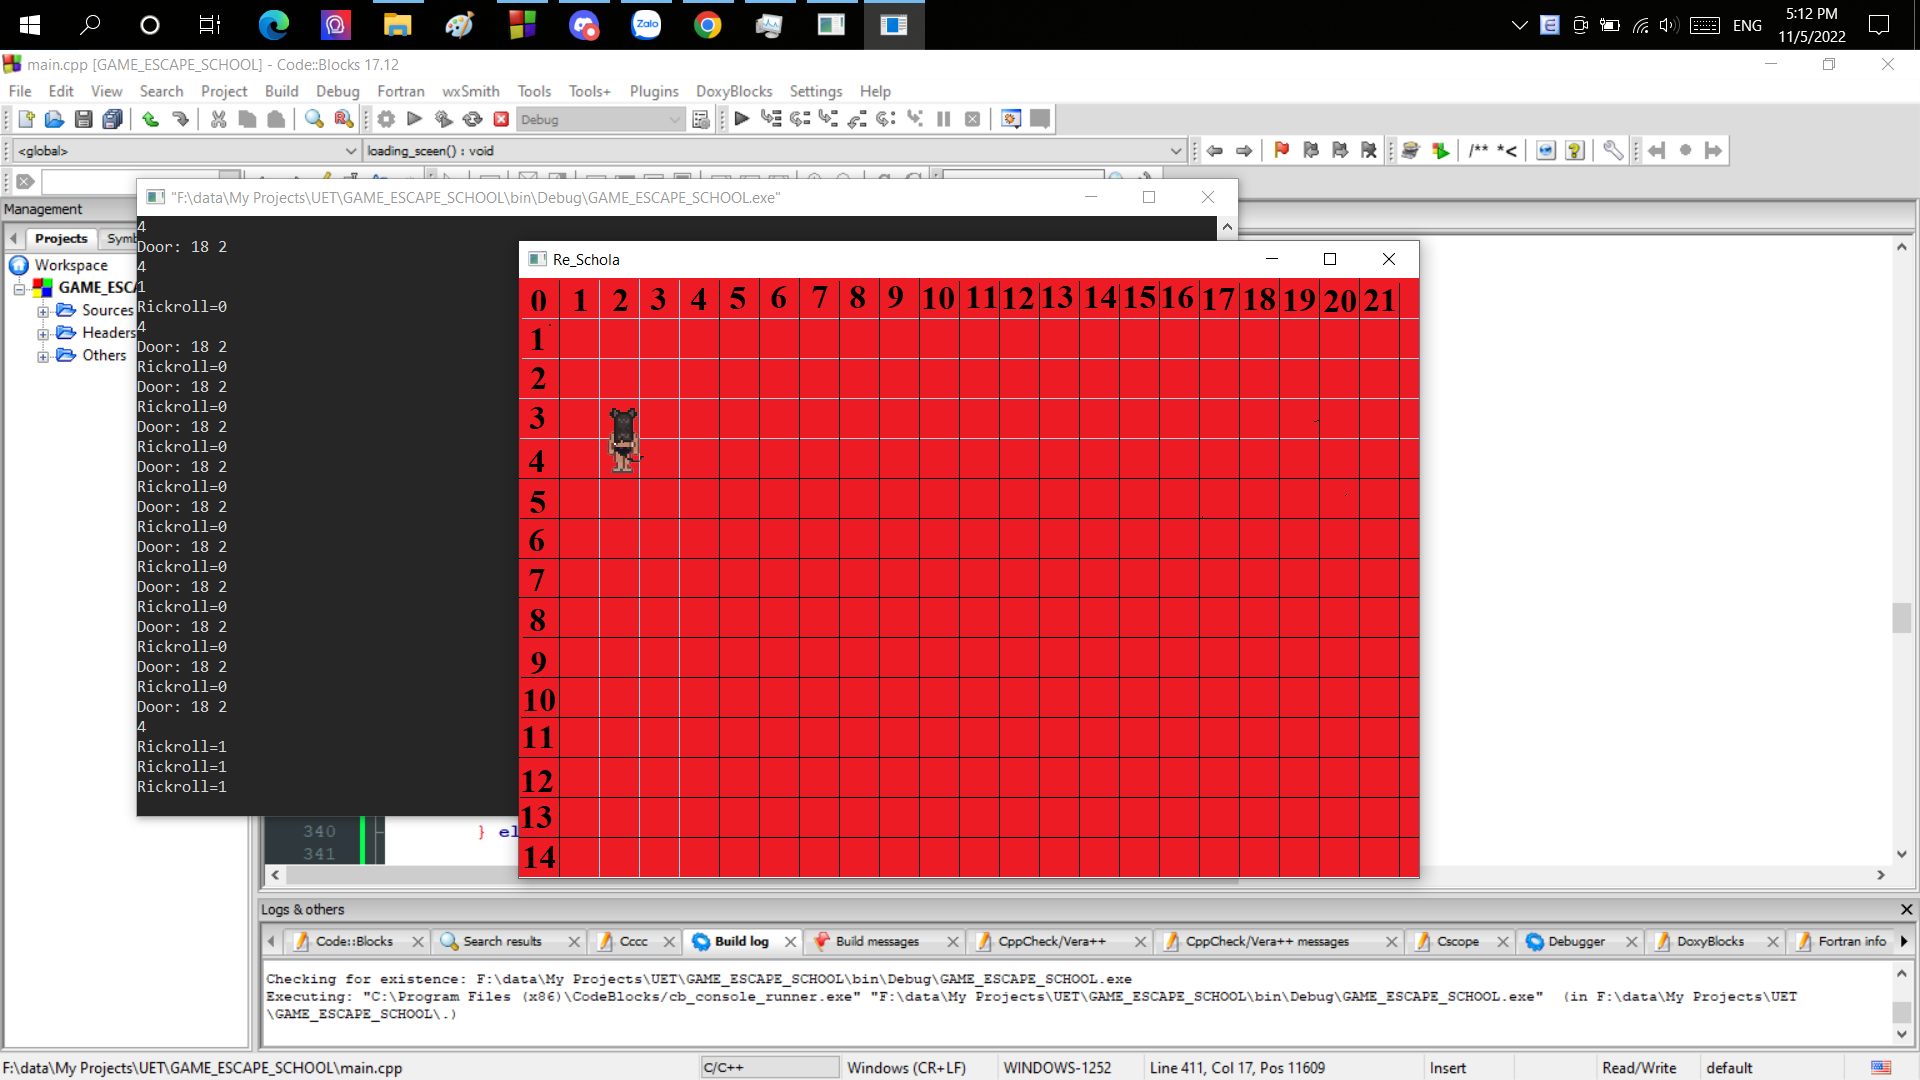 Zalo
ENG
5:12 PM
11/5/2022
main.cpp [GAME_ESCAPE_SCHOOL] - Code::Blocks 17.12
File Edit View Search Project Build Debug Fortran wxSmith Tools Tools+ Plugins DoxyBlocks Settings Help
Debug
<global>
loading_sceen() : void
/** *<
Management
Projects
Workspace
Sources
Headers
Others
"F:\data\My Projects\UET\GAME_ESCAPE_SCHOOL\bin\Debug\GAME_ESCAPE_SCHOOL.exe"
4
Door: 18 2
4
1
Rickroll=0
4
Door: 18 2
Rickroll=0
Door: 18 2
Rickroll=0
Door: 18 2
Rickroll=0
Door: 18 2
Rickroll=0
Door: 18 2
Rickroll=0
Door: 18 2
Rickroll=0
Door: 18 2
Rickroll=0
Door: 18 2
Rickroll=0
Door: 18 2
Rickroll=0
Door: 18 2
4
Rickroll=1
Rickroll=1
Rickroll=1
Re_Schola
0 1 2 3 4 5 6 7 8 9 10 11 12 13 14 15 16 17 18 19 20 21
1
2
3
4
5
6
7
8
9
10
11
12
13
14
340
} el
341
Logs & others
Code::Blocks Search results Cccc Build log Build messages CppCheck/Vera++ CppCheck/Vera++ messages Cscope Debugger DoxyBlocks Fortran info
Checking for existence: F:\data\My Projects\UET\GAME_ESCAPE_SCHOOL\bin\Debug\GAME_ESCAPE_SCHOOL.exe
Executing: "C:\Program Files (x86)\CodeBlocks/cb_console_runner.exe" "F:\data\My Projects\UET\GAME_ESCAPE_SCHOOL\bin\Debug\GAME_ESCAPE_SCHOOL.exe" (in F:\data\My Projects\UET
\GAME_ESCAPE_SCHOOL\.)
F:\data\My Projects\UET\GAME_ESCAPE_SCHOOL\main.cpp C/C++ Windows (CR+LF) WINDOWS-1252 Line 411, Col 17, Pos 11609 Insert Read/Write default